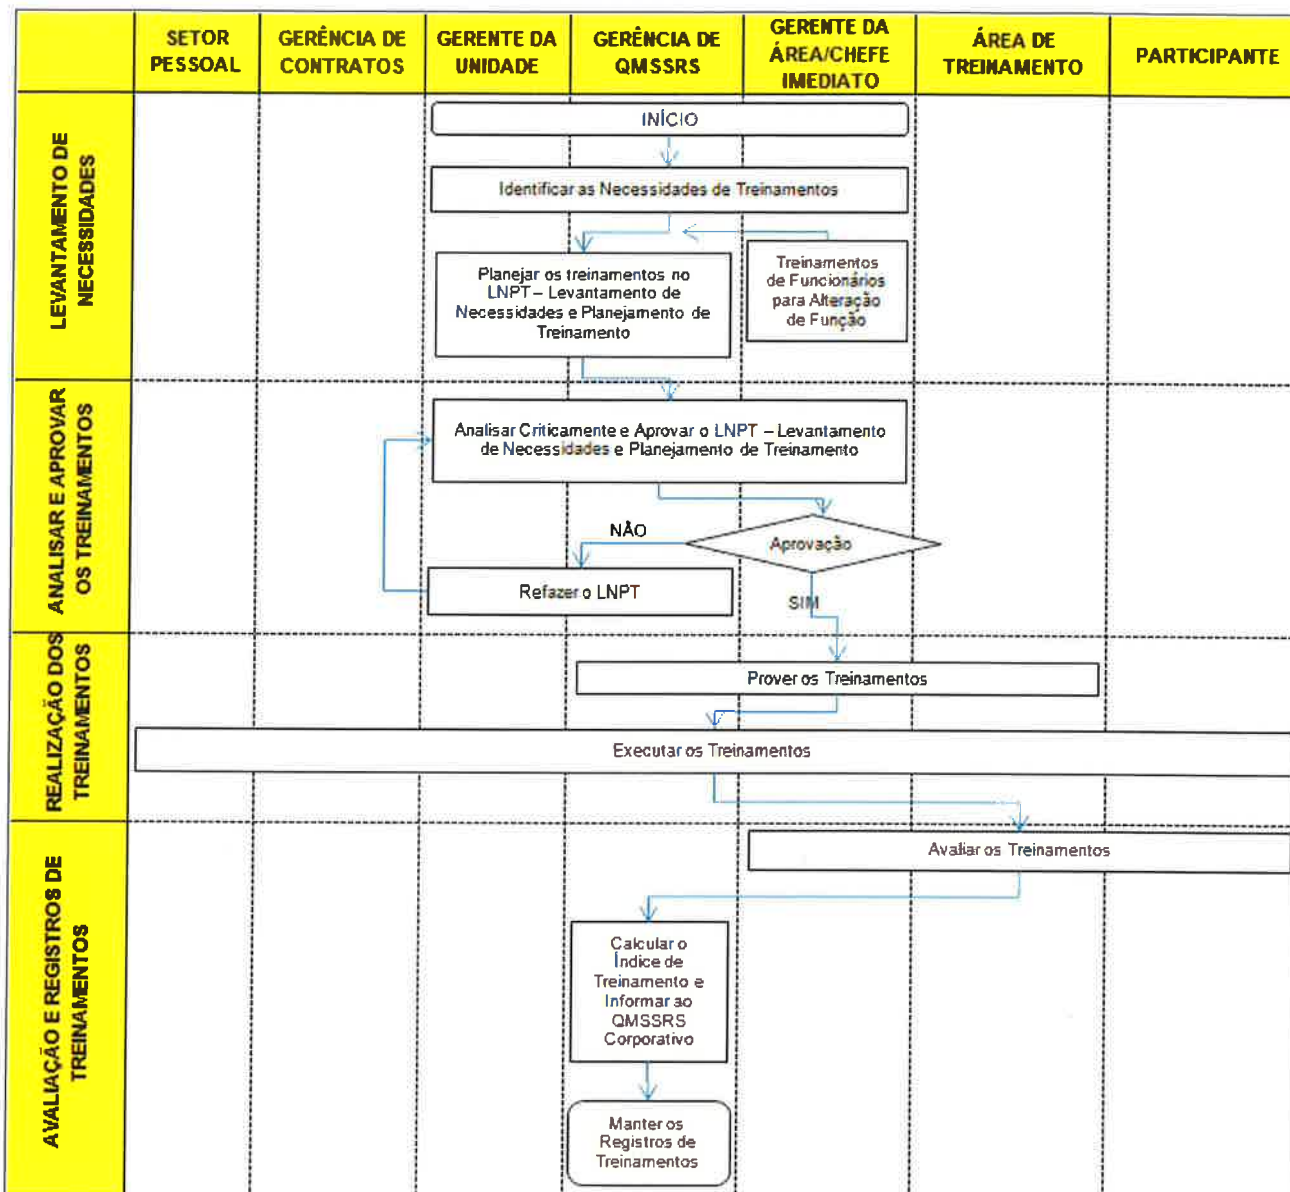 SETOR
PESSOAL
GERÊNCIA DE
CONTRATOS
GERENTE DA
UNIDADE
GERÊNCIA DE
QMSSRS
GERENTE DA
ÁREA/CHEFE
IMEDIATO
ÁREA DE
TREINAMENTO
PARTICIPANTE
LEVANTAMENTO DE
NECESSIDADES
INÍCIO
Identificar as Necessidades de Treinamentos
Planejar os treinamentos no
LNPT – Levantamento de
Necessidades e Planejamento de
Treinamento
Treinamentos
de Funcionários
para Alteração
de Função
ANALISAR E APROVAR
OS TREINAMENTOS
Analisar Criticamente e Aprovar o LNPT – Levantamento
de Necessidades e Planejamento de Treinamento
NÃO
Aprovação
Refazer o LNPT
SIM
REALIZAÇÃO DOS
TREINAMENTOS
Prover os Treinamentos
Executar os Treinamentos
AVALIAÇÃO E REGISTROS DE
TREINAMENTOS
Avaliar os Treinamentos
Calcular o
Índice de
Treinamento e
Informar ao
QMSSRS
Corporativo
Manter os
Registros de
Treinamentos